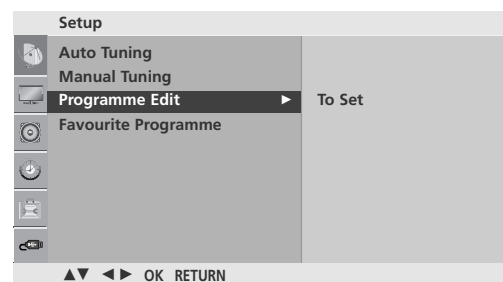 Setup
Auto Tuning
Manual Tuning
Programme Edit ► To Set
Favourite Programme
▲▼ ◄► OK RETURN